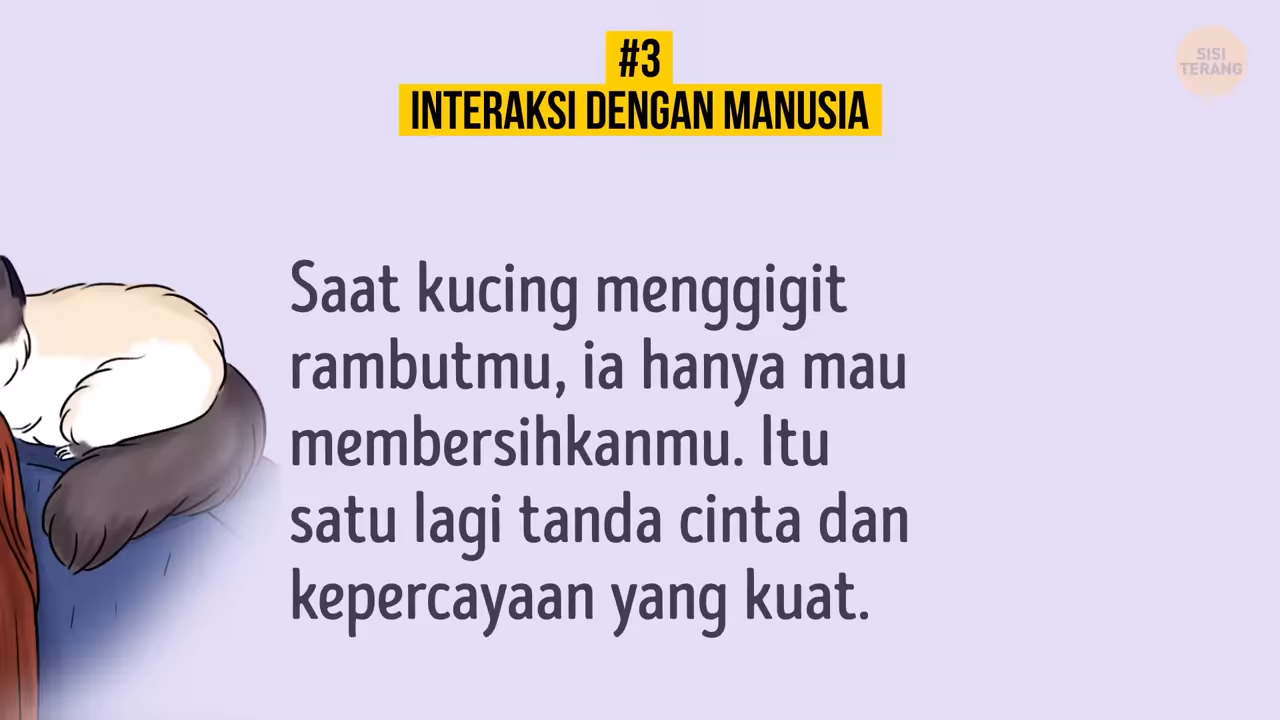 #3
INTERAKSI DENGAN MANUSIA
SISI
TERANG
Saat kucing menggigit
rambutmu, ia hanya mau
membersihkanmu. Itu
satu lagi tanda cinta dan
kepercayaan yang kuat.